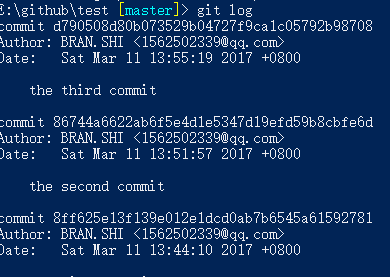 E:\github\test [master]> git log
commit d790508d80b073529b04727f9ca1c05792b98708
Author: BRAN.SHI <1562502339@qq.com>
Date: Sat Mar 11 13:55:19 2017 +0800
the third commit
commit 86744a6622ab6f5e4d1e5347d19efd59b8cbfe6d
Author: BRAN.SHI <1562502339@qq.com>
Date: Sat Mar 11 13:51:57 2017 +0800
the second commit
commit 8ff625e13f139e012e1dcd0ab7b6545a61592781
Author: BRAN.SHI <1562502339@qq.com>
Date: Sat Mar 11 13:44:10 2017 +0800